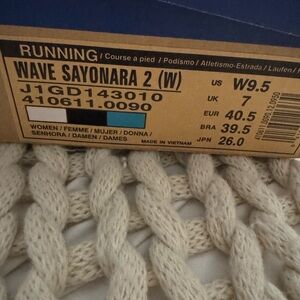 RUNNING / Course a pied / Podismo / Atletismo-Estrada / Laufen /
WAVE SAYONARA 2 (W)
J1GD143010
410611.0090
WOMEN / FEMME / MUJER / DONNA /
SENHORA / DAMEN / DAMES
MADE IN VIETNAM
US W9.5
UK 7
EUR 40.5
BRA 39.5
JPN 26.0